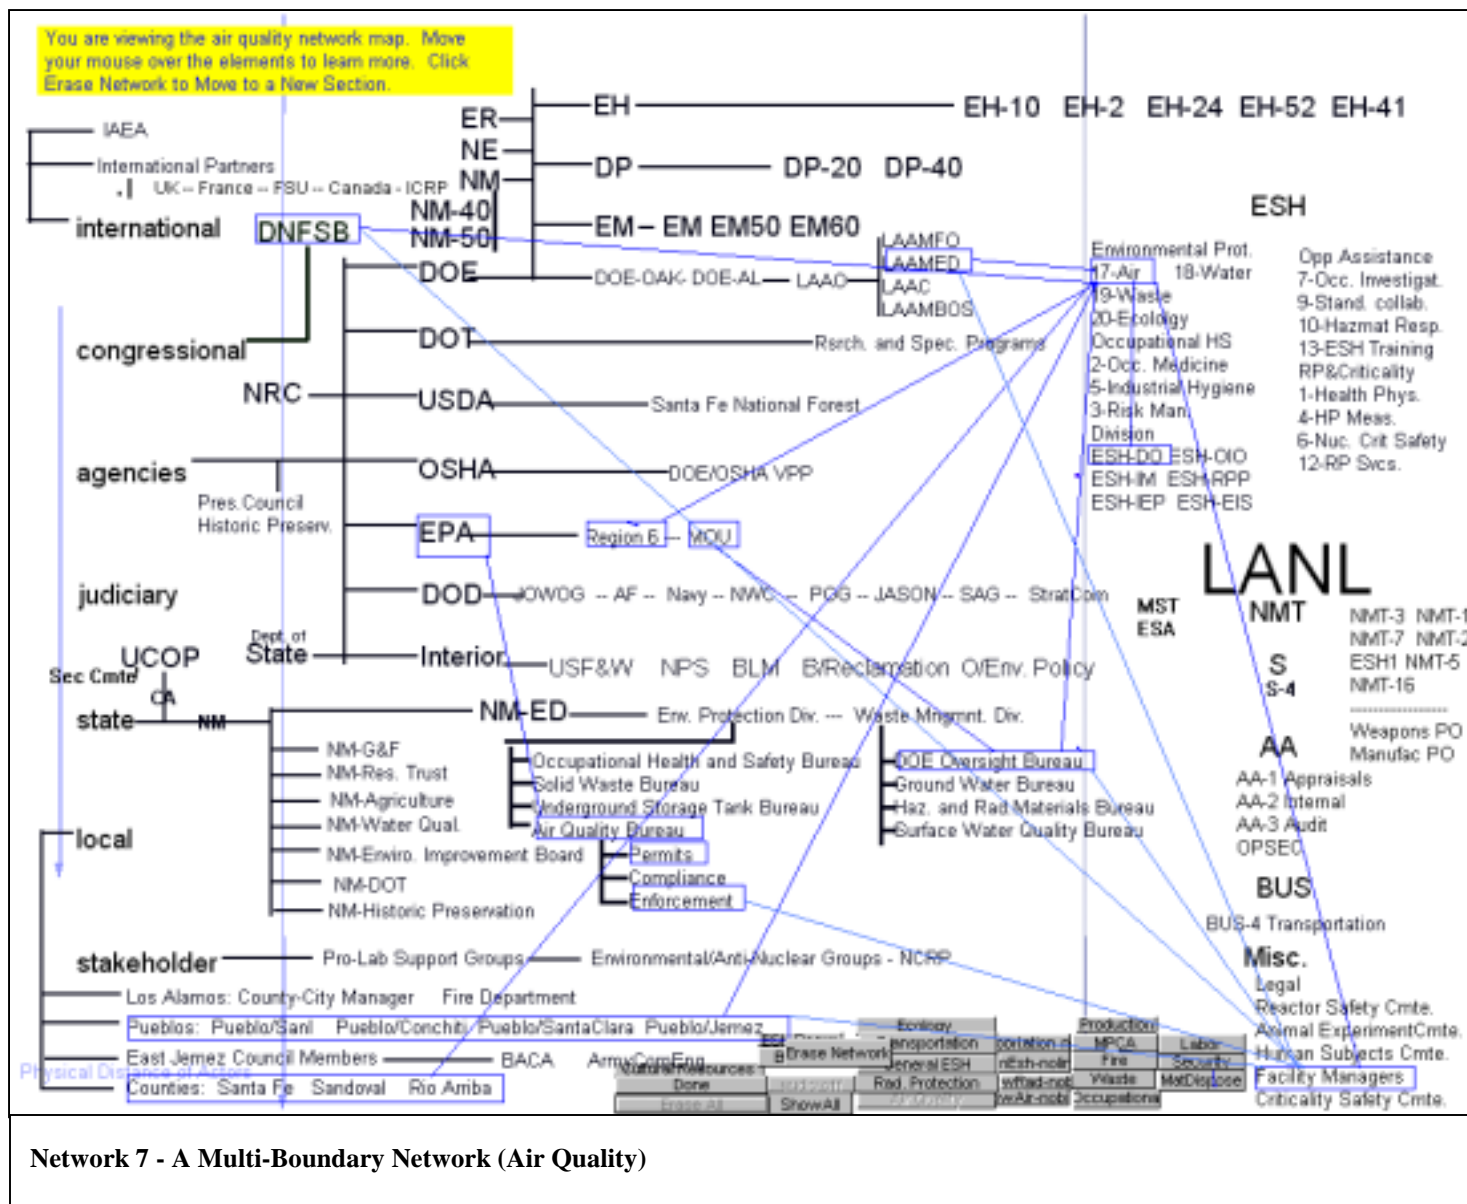 You are viewing the air quality network map. Move
your mouse over the elements to learn more. Click
Erase Network to Move to a New Section.
EH EH-10 EH-2 EH-24 EH-52 EH-41
ER
IAEA
NE
International Partners
DP DP-20 DP-40
UK -- France -- FSU -- Canada - ICRP
NM
NM-40
NM-50
EM – EM EM50 EM60
international
DNFSB
DOE
DOE-OAK- DOE-AL LAAO
LAAMFO
LAAMED
LAAC
LAAMBOS
congressional
DOT
Rsrch. and Spec. Programs
NRC
USDA
Santa Fe National Forest
agencies
OSHA
DOE/OSHA VPP
Pres.Council
Historic Preserv.
EPA
Region 6 --- MOU
judiciary
DOD
JOWOG -- AF -- Navy -- NWC -- POG -- JASON -- SAG -- StratCom
Dept. of
State
Interior
USF&W NPS BLM B/Reclamation O/Env. Policy
UCOP
Sec Cmte
CA
state
NM
NM-ED
Env. Protection Div. --- Waste Mngmnt. Div.
NM-G&F
NM-Res. Trust
NM-Agriculture
NM-Water Qual.
NM-Enviro. Improvement Board
NM-DOT
NM-Historic Preservation
Occupational Health and Safety Bureau
Solid Waste Bureau
Underground Storage Tank Bureau
Air Quality Bureau
Permits
Compliance
Enforcement
DOE Oversight Bureau
Ground Water Bureau
Haz. and Rad Materials Bureau
Surface Water Quality Bureau
local
stakeholder
Pro-Lab Support Groups
Environmental/Anti-Nuclear Groups - NCRP
Los Alamos: County-City Manager Fire Department
Pueblos: Pueblo/SanI Pueblo/Conchiti Pueblo/SantaClara Pueblo/Jemez
East Jemez Council Members
BACA ArmyCorpEng
Physical Distance of Actors
Counties: Santa Fe Sandoval Rio Arriba
ESH
Environmental Prot.
17-Air 18-Water
19-Waste
20-Ecololgy
Occupational HS
2-Occ. Medicine
5-Industrial Hygiene
3-Risk Man.
Division
ESH-DO ESH-OIO
ESH-IM ESH-RPP
ESH-IEP ESH-EIS
Opp Assistance
7-Occ. Investigat.
9-Stand. collab.
10-Hazmat Resp.
13-ESH Training
RP&Criticality
1-Health Phys.
4-HP Meas.
6-Nuc. Crit Safety
12-RP Svcs.
LANL
MST
ESA
NMT
NMT-3 NMT-1
NMT-7 NMT-2
ESH1 NMT-5
NMT-16
------------------
Weapons PO
Manufac PO
S
S-4
AA
AA-1 Appraisals
AA-2 Internal
AA-3 Audit
OPSEC
BUS
BUS-4 Transportation
Misc.
Legal
Reactor Safety Cmte.
Animal ExperimentCmte.
Human Subjects Cmte.
Facility Managers
Criticality Safety Cmte.
Ecology
Production
MPCA
Labor
Erase Network
General ESH
Fire
Security
Cultural Resources
Done
Rad. Protection
Waste
MatDispose
Erase All
ShowAll
Air Quality
Occupationa
Network 7 - A Multi-Boundary Network (Air Quality)